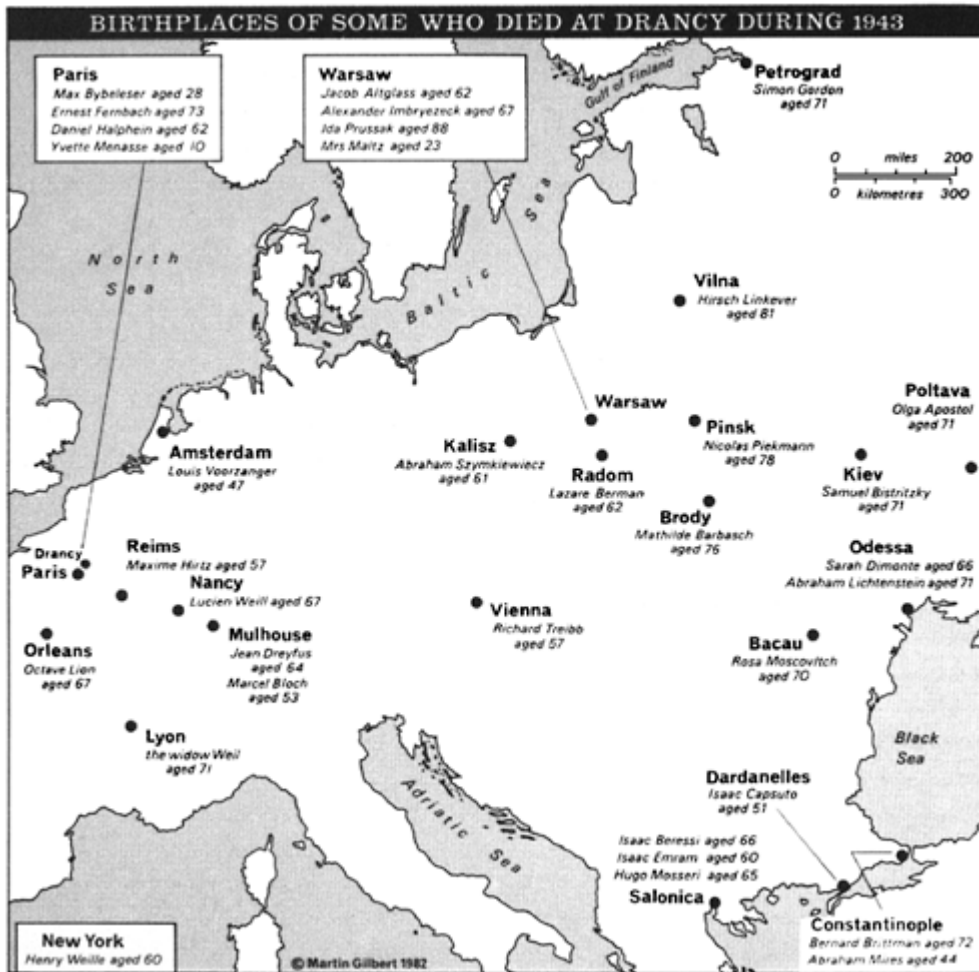 BIRTHPLACES OF SOME WHO DIED AT DRANCY DURING 1943
Paris
Max Bybeleser aged 28
Ernest Fernbach aged 73
Daniel Halphein aged 62
Yvette Menasse aged 10
Warsaw
Jacob Altglass aged 62
Alexander Imbryezeck aged 67
Ida Prussak aged 88
Mrs Maltz aged 23
Gulf of Finland
Petrograd
Simon Gordon
aged 71
0 miles 200
0 kilometres 300
North
Sea
Baltic
Sea
Vilna
Hirsch Linkever
aged 81
Poltava
Olga Apostol
aged 71
Warsaw
Amsterdam
Louis Voorzanger
aged 47
Kalisz
Abraham Szymkiewiecz
aged 61
Radom
Lazare Berman
aged 62
Pinsk
Nicolas Piekmann
aged 78
Kiev
Samuel Bistritzky
aged 71
Brody
Mathilde Barbasch
aged 76
Drancy
Paris
Reims
Maxime Hirtz aged 57
Nancy
Lucien Weill aged 67
Odessa
Sarah Dimonte aged 66
Abraham Lichtenstein aged 71
Orleans
Octave Lion
aged 67
Mulhouse
Jean Dreyfus
aged 64
Marcel Bloch
aged 53
Vienna
Richard Treibb
aged 57
Bacau
Rosa Moscovitch
aged 70
Lyon
the widow Weil
aged 71
Black
Sea
Adriatic
Sea
Dardanelles
Isaac Capsuto
aged 51
Isaac Beressi aged 66
Isaac Emram aged 60
Hugo Mosseri aged 65
Salonica
Constantinople
Bernard Brittman aged 72
Abraham Mires aged 44
New York
Henry Weille aged 60
© Martin Gilbert 1982